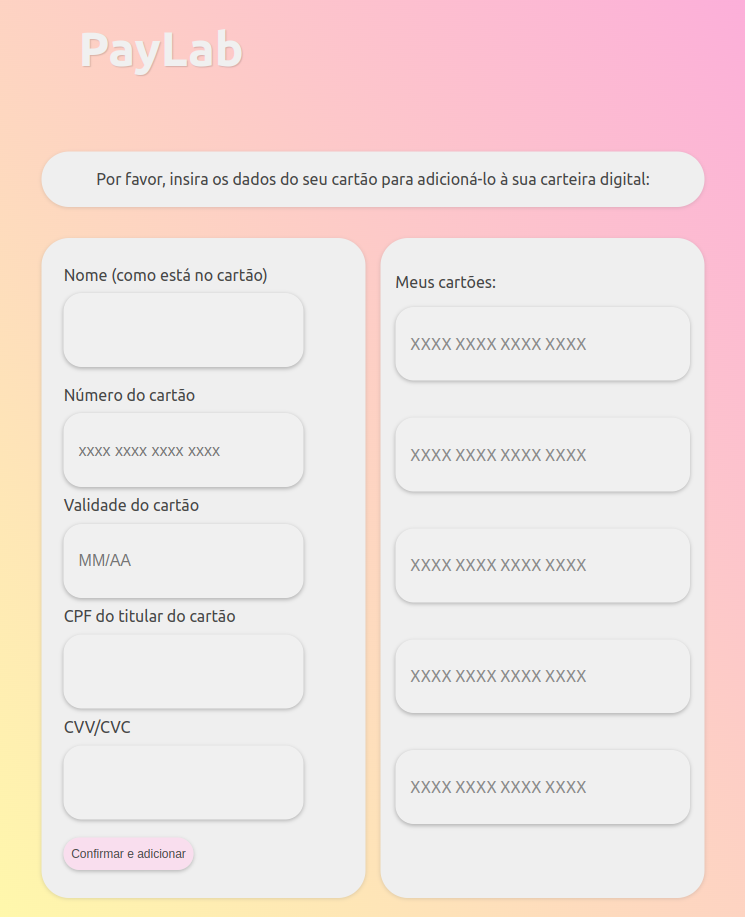 PayLab
Por favor, insira os dados do seu cartão para adicioná-lo à sua carteira digital:
Nome (como está no cartão)
Número do cartão
xxxx xxxx xxxx xxxx
Validade do cartão
MM/AA
CPF do titular do cartão
CVV/CVC
Confirmar e adicionar
Meus cartões:
XXXX XXXX XXXX XXXX
XXXX XXXX XXXX XXXX
XXXX XXXX XXXX XXXX
XXXX XXXX XXXX XXXX
XXXX XXXX XXXX XXXX